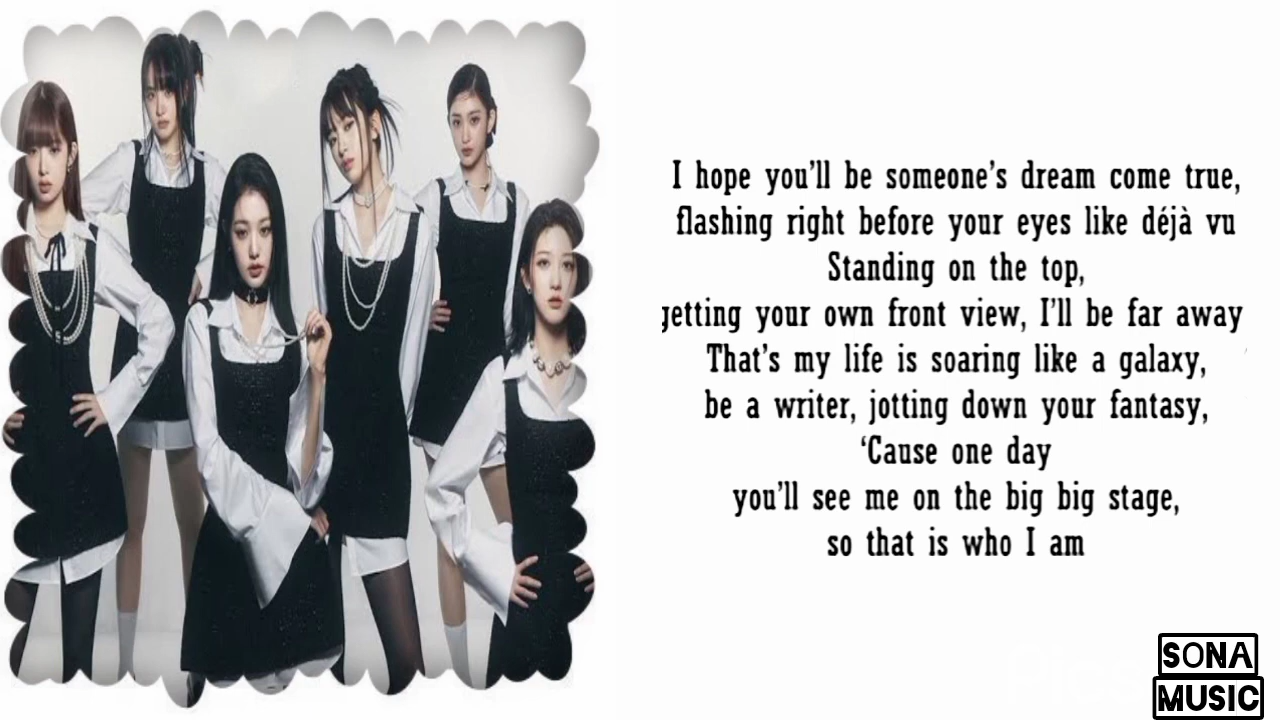 I hope you’ll be someone’s dream come true,
flashing right before your eyes like déjà vu
Standing on the top,
getting your own front view, I’ll be far away
That’s my life is soaring like a galaxy,
be a writer, jotting down your fantasy,
‘Cause one day
you’ll see me on the big big stage,
so that is who I am
SONA
MUSIC